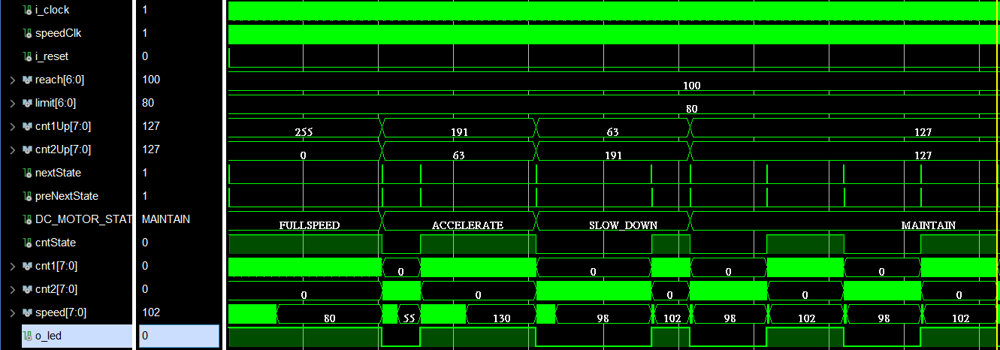 i_clock 1
speedClk 1
i_reset 0
reach[6:0] 100 100
limit[6:0] 80 80
cnt1Up[7:0] 127 255 191 63 127
cnt2Up[7:0] 127 0 63 191 127
nextState 1
preNextState 1
DC_MOTOR_STAT MAINTAIN FULLSPEED ACCELERATE SLOW_DOWN MAINTAIN
cntState 0
cnt1[7:0] 0 0 0 0 0
cnt2[7:0] 0 0 0 0 0 0
speed[7:0] 102 80 55 130 98 102 98 102 98 102
o_led 0